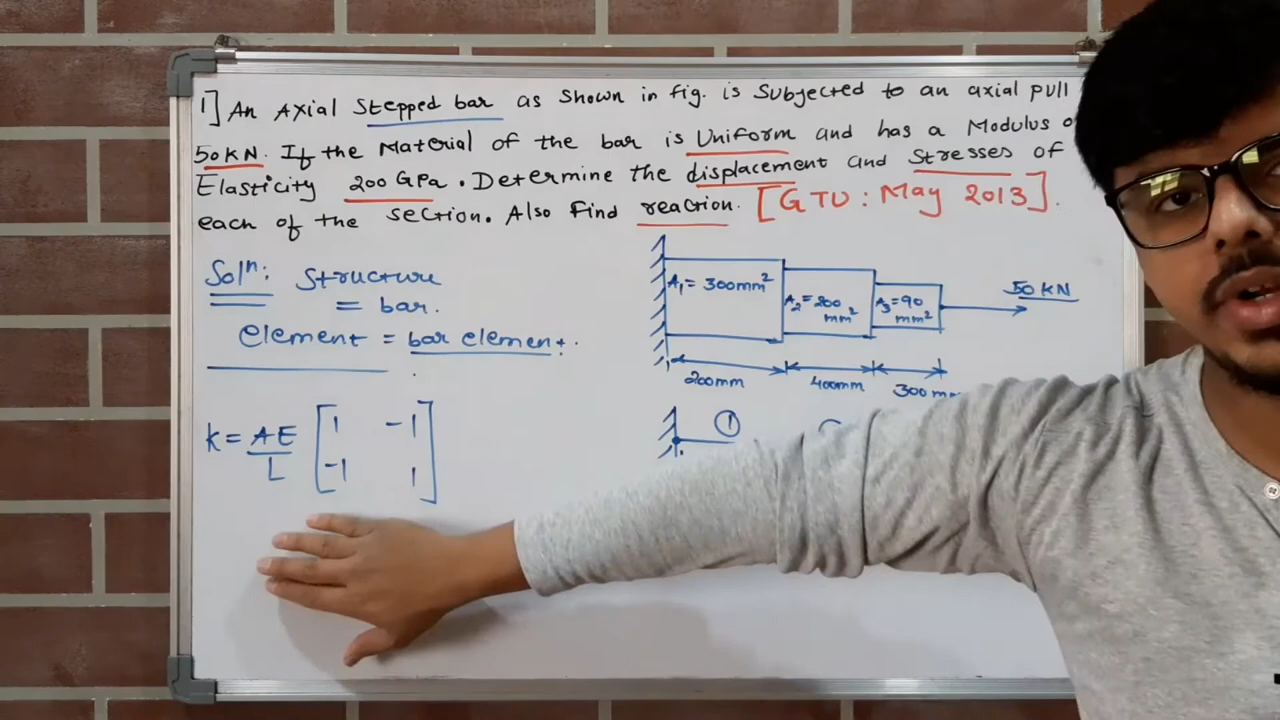 1] An Axial Stepped bar as shown in fig. is Subjected to an axial pull
50 KN. If the Material of the bar is Uniform and has a Modulus
Elasticity 200 GPa. Determine the displacement and Stresses of
each of the section. Also Find reaction. [GTU : May 2013].
Solⁿ: Structure
= bar.
element = bar element.
A₁ = 300mm²
A₂ = 200
mm²
A₃ = 90
mm²
50 KN
200mm
400mm
300 mm
①
k = AE/L [1 -1
-1 1]